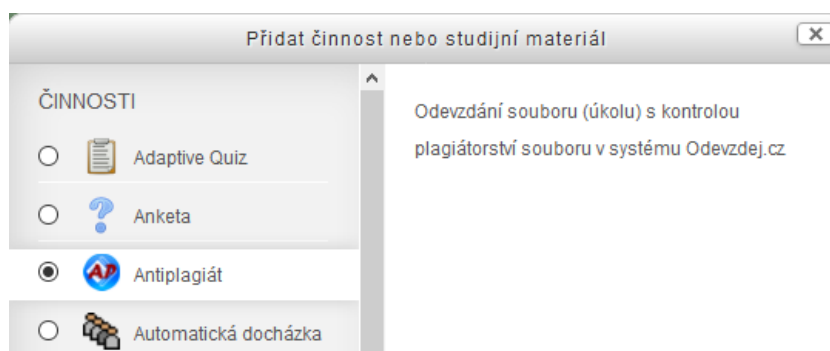 Přidat činnost nebo studijní materiál
ČINNOSTI
Adaptive Quiz
Anketa
AP
Antiplagiát
Automatická docházka
Odevzdání souboru (úkolu) s kontrolou
plagiátorství souboru v systému Odevzdej.cz